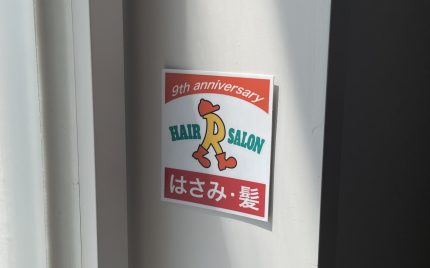 9th anniversary
HAIR R SALON
はさみ・髪